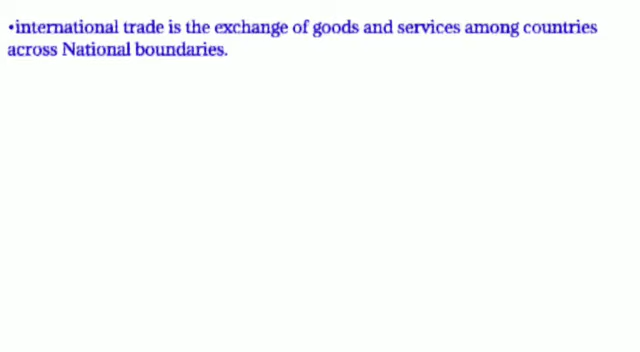 •international trade is the exchange of goods and services among countries
across National boundaries.